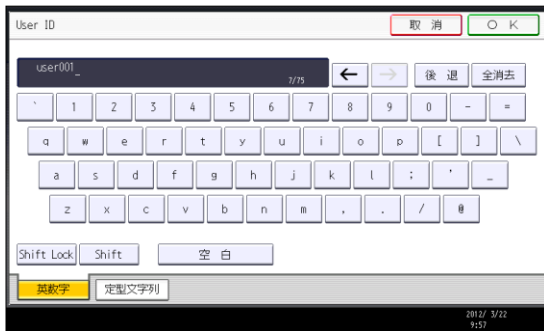 User ID 取 消 O K
user001_
7/75 ← → 後 退 全消去
` 1 2 3 4 5 6 7 8 9 0 - =
q w e r t y u i o p [ ] \
a s d f g h j k l ; ' _
z x c v b n m , . / @
Shift Lock Shift 空 白
英数字 定型文字列
2012/ 3/22
9:57